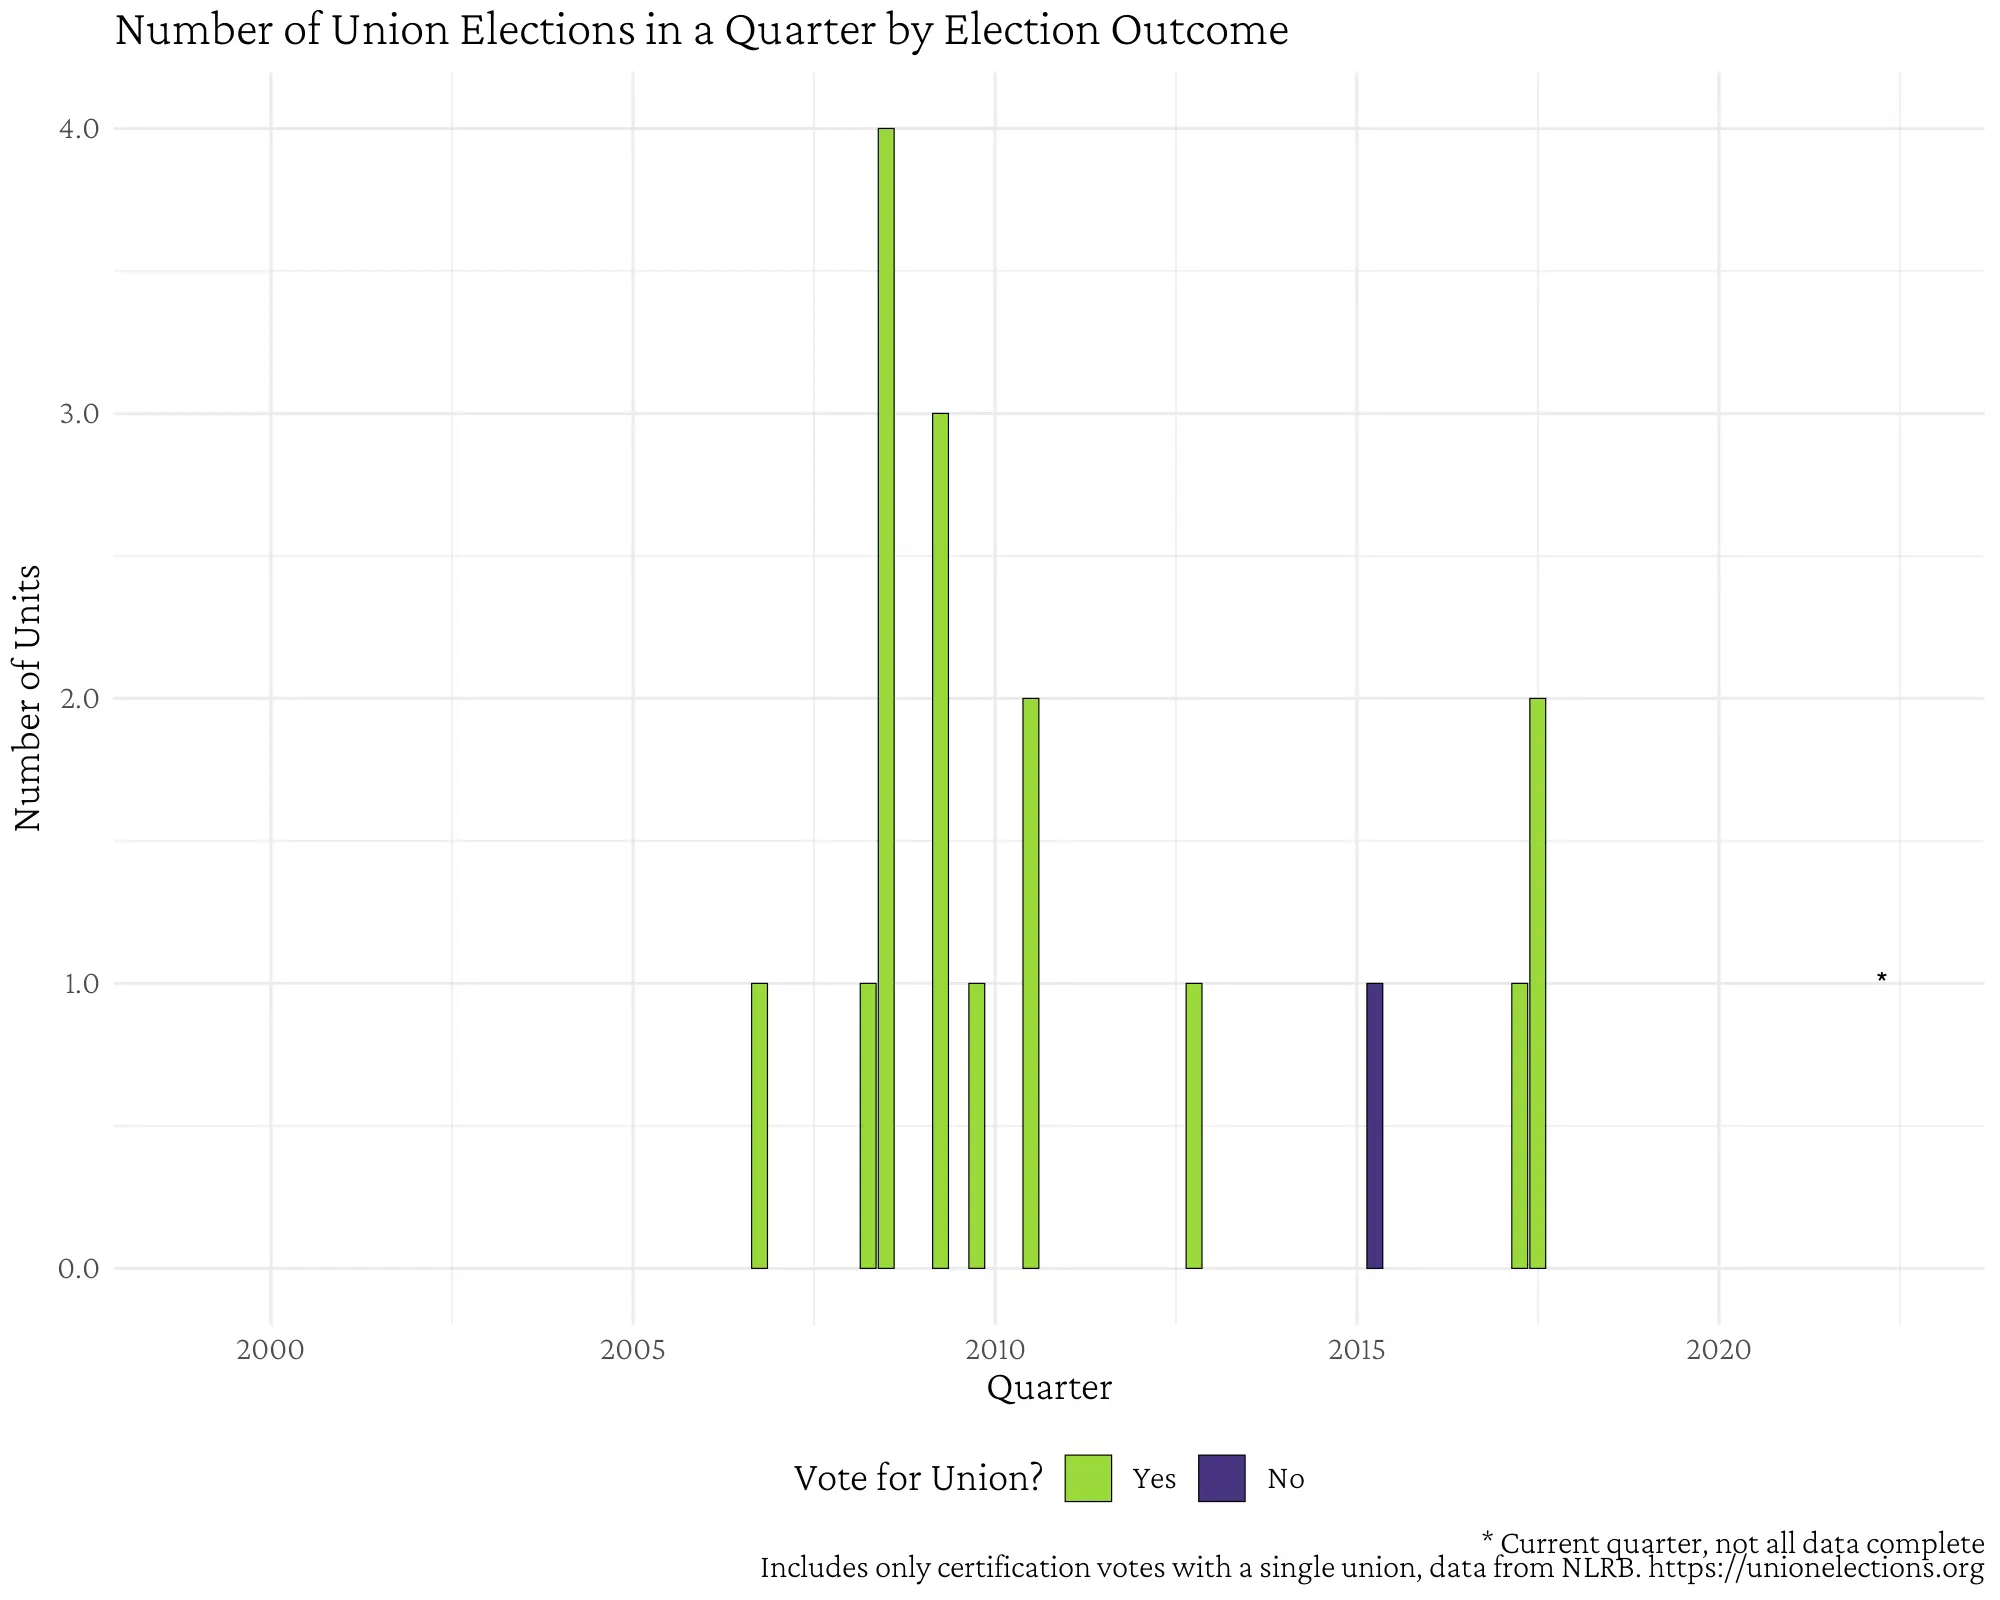 Number of Union Elections in a Quarter by Election Outcome
Number of Units
4.0
3.0
2.0
1.0
0.0
*
2000 2005 2010 2015 2020
Quarter
Vote for Union? Yes No
* Current quarter, not all data complete
Includes only certification votes with a single union, data from NLRB. https://unionelections.org